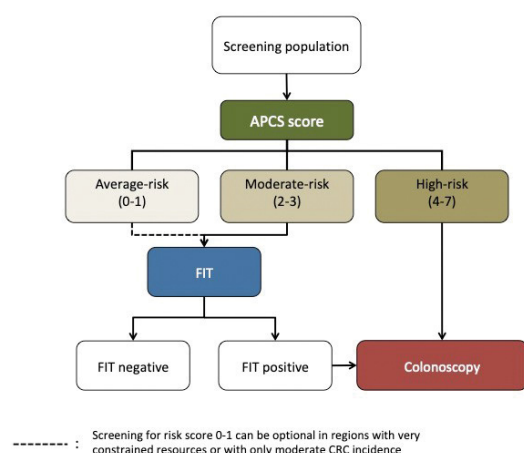 Screening population
APCS score
Average-risk
(0-1)
Moderate-risk
(2-3)
High-risk
(4-7)
FIT
FIT negative
FIT positive
Colonoscopy
: Screening for risk score 0-1 can be optional in regions with very
constrained resources or with only moderate CRC incidence